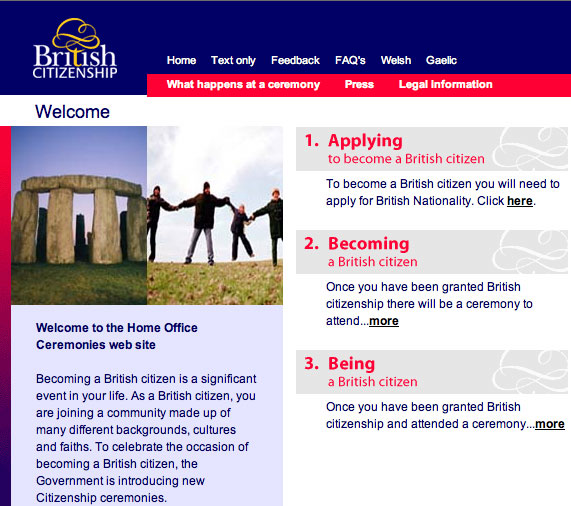 British
CITIZENSHIP
Home Text only Feedback FAQ's Welsh Gaelic
What happens at a ceremony Press Legal Information
Welcome
Welcome to the Home Office
Ceremonies web site
Becoming a British citizen is a significant
event in your life. As a British citizen, you
are joining a community made up of
many different backgrounds, cultures
and faiths. To celebrate the occasion of
becoming a British citizen, the
Government is introducing new
Citizenship ceremonies.
1. Applying
to become a British citizen
To become a British citizen you will need to
apply for British Nationality. Click here.
2. Becoming
a British citizen
Once you have been granted British
citizenship there will be a ceremony to
attend...more
3. Being
a British citizen
Once you have been granted British
citizenship and attended a ceremony...more